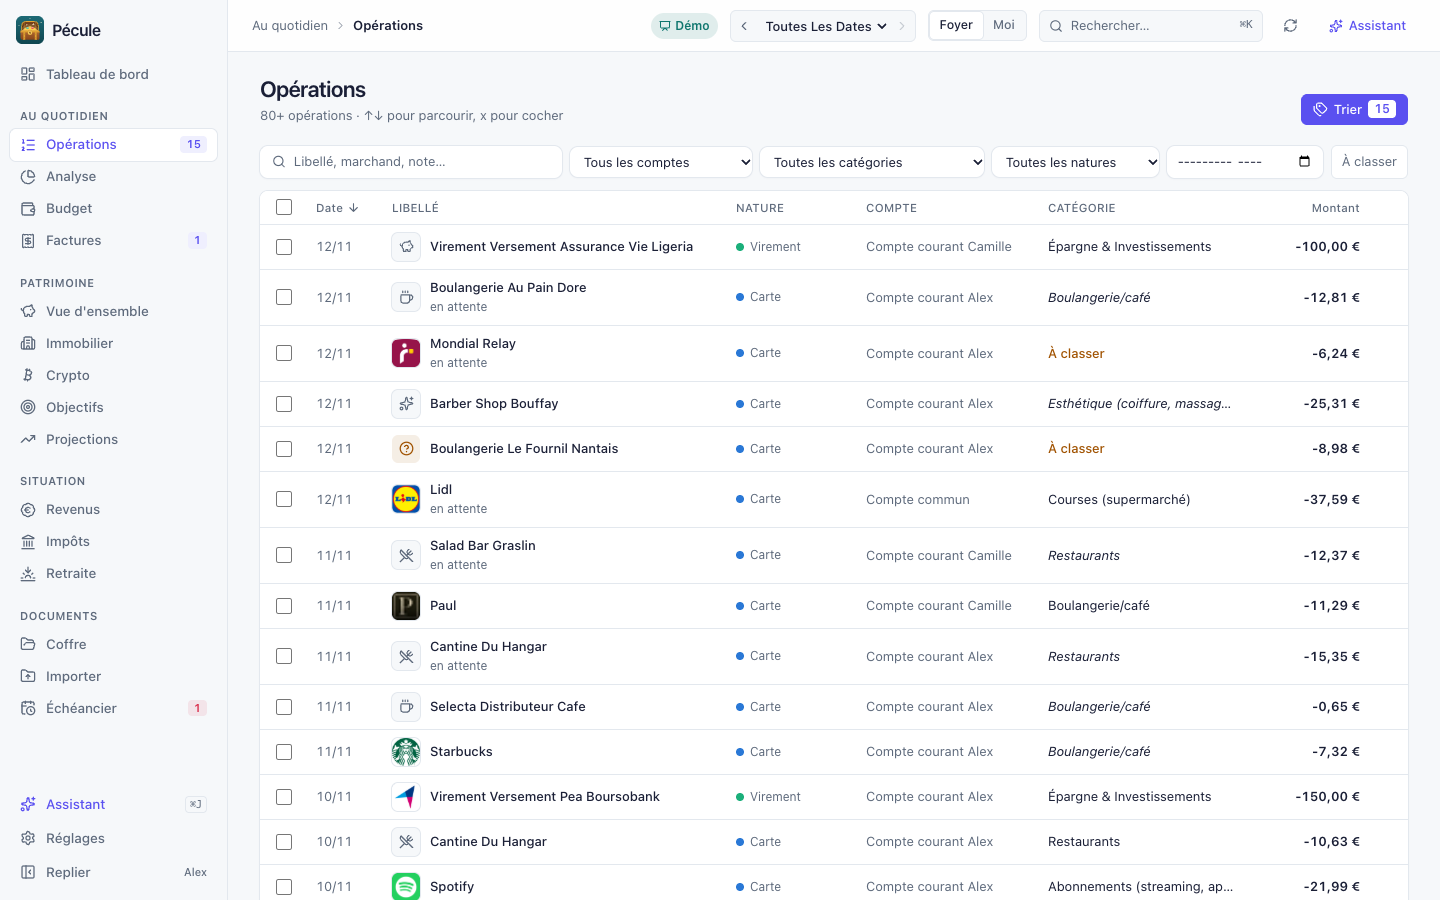 Pécule
Au quotidien > Opérations
Démo
Toutes Les Dates
Foyer Moi
Rechercher... ⌘K
Assistant
Tableau de bord
AU QUOTIDIEN
Opérations 15
Analyse
Budget
Factures 1
PATRIMOINE
Vue d'ensemble
Immobilier
Crypto
Objectifs
Projections
SITUATION
Revenus
Impôts
Retraite
DOCUMENTS
Coffre
Importer
Échéancier 1
Assistant ⌘J
Réglages
Replier Alex
Opérations
80+ opérations · ↑↓ pour parcourir, x pour cocher
Trier 15
Libellé, marchand, note...
Tous les comptes
Toutes les catégories
Toutes les natures
--------- ----
À classer
Date ↓ LIBELLÉ NATURE COMPTE CATÉGORIE Montant
12/11 Virement Versement Assurance Vie Ligeria Virement Compte courant Camille Épargne & Investissements -100,00 €
12/11 Boulangerie Au Pain Dore Carte Compte courant Alex Boulangerie/café -12,81 €
en attente
12/11 Mondial Relay Carte Compte courant Alex À classer -6,24 €
en attente
12/11 Barber Shop Bouffay Carte Compte courant Alex Esthétique (coiffure, massag... -25,31 €
12/11 Boulangerie Le Fournil Nantais Carte Compte courant Alex À classer -8,98 €
12/11 LIDL Lidl Carte Compte commun Courses (supermarché) -37,59 €
en attente
11/11 Salad Bar Graslin Carte Compte courant Camille Restaurants -12,37 €
en attente
11/11 P Paul Carte Compte courant Camille Boulangerie/café -11,29 €
11/11 Cantine Du Hangar Carte Compte courant Alex Restaurants -15,35 €
en attente
11/11 Selecta Distributeur Cafe Carte Compte courant Alex Boulangerie/café -0,65 €
11/11 Starbucks Carte Compte courant Alex Boulangerie/café -7,32 €
10/11 Virement Versement Pea Boursobank Virement Compte courant Alex Épargne & Investissements -150,00 €
10/11 Cantine Du Hangar Carte Compte courant Alex Restaurants -10,63 €
10/11 Spotify Carte Compte courant Alex Abonnements (streaming, ap... -21,99 €